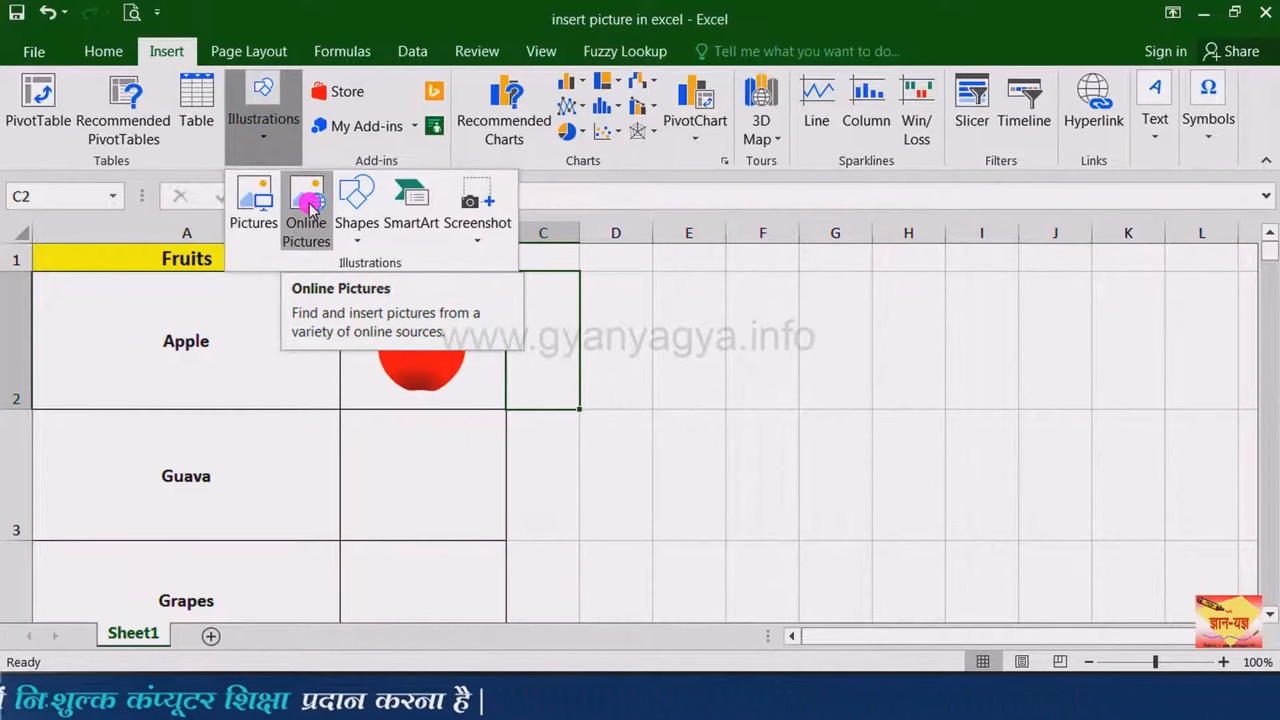 insert picture in excel - Excel
File Home Insert Page Layout Formulas Data Review View Fuzzy Lookup Tell me what you want to do... Sign in Share
PivotTable
Recommended
PivotTables
Table
Tables
Illustrations
Store
My Add-ins
Add-ins
Recommended
Charts
PivotChart
Charts
3D
Map
Tours
Line
Column
Win/
Loss
Sparklines
Slicer
Timeline
Filters
Hyperlink
Links
Text
Symbols
C2
Pictures
Online
Pictures
Shapes
SmartArt
Screenshot
Illustrations
Online Pictures
Find and insert pictures from a
variety of online sources.
A C D E F G H I J K L
1 Fruits
2 Apple
3 Guava
Grapes
www.gyanyagya.info
ज्ञान-यज्ञ
Sheet1
Ready
100%
नि:शुल्क कंप्यूटर शिक्षा प्रदान करना है |